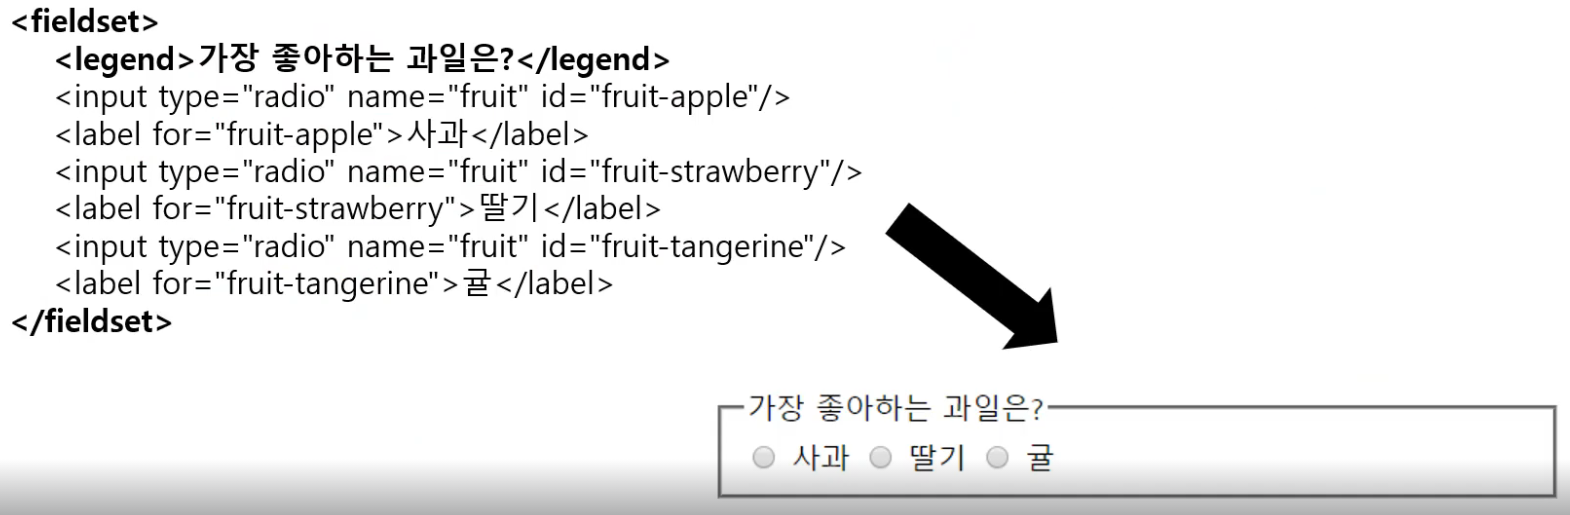 <fieldset>
<legend>가장 좋아하는 과일은?</legend>
<input type="radio" name="fruit" id="fruit-apple"/>
<label for="fruit-apple">사과</label>
<input type="radio" name="fruit" id="fruit-strawberry"/>
<label for="fruit-strawberry">딸기</label>
<input type="radio" name="fruit" id="fruit-tangerine"/>
<label for="fruit-tangerine">귤</label>
</fieldset>
가장 좋아하는 과일은?
사과 딸기 귤